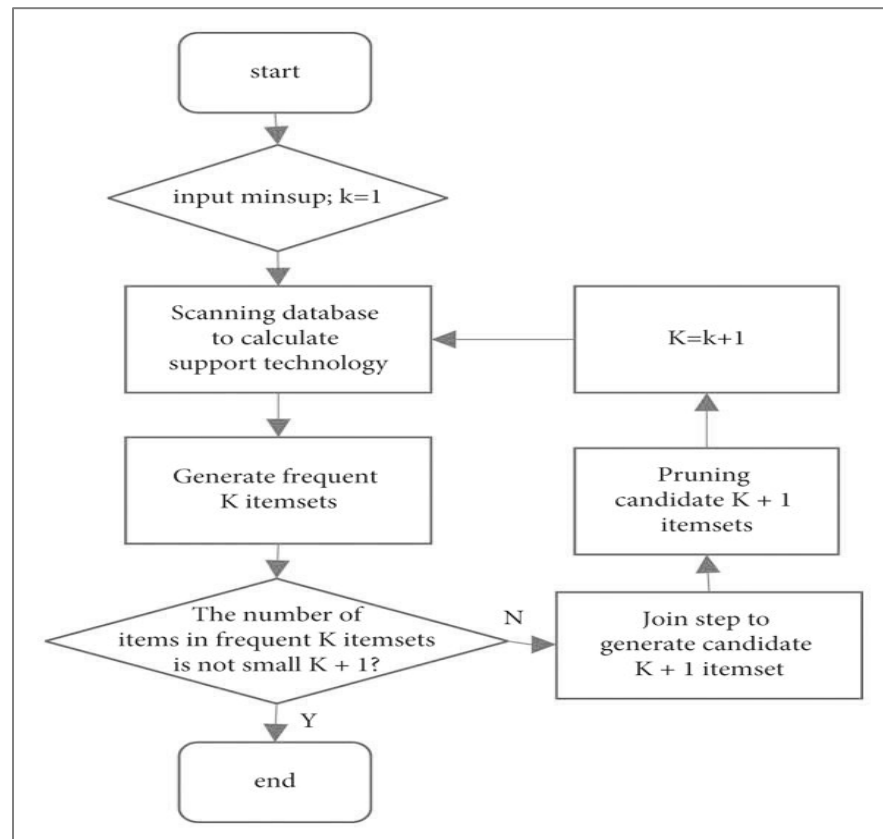 start
input minsup; k=1
Scanning database
to calculate
support technology
Generate frequent
K itemsets
The number of
items in frequent K itemsets
is not small K + 1?
N
Y
end
Join step to
generate candidate
K + 1 itemset
Pruning
candidate K + 1
itemsets
K=k+1